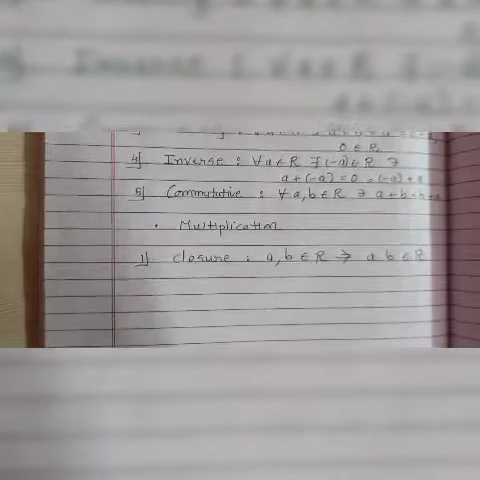 0 ∈ R.
4] Inverse : ∀ a ∈ R ∃ (-a) ∈ R ∋
a + (-a) = 0 = (-a) + a
5] Commutative : ∀ a, b ∈ R ∋ a + b = b + a
· Multiplication
1] Closure : a, b ∈ R ⇒ a b ∈ R